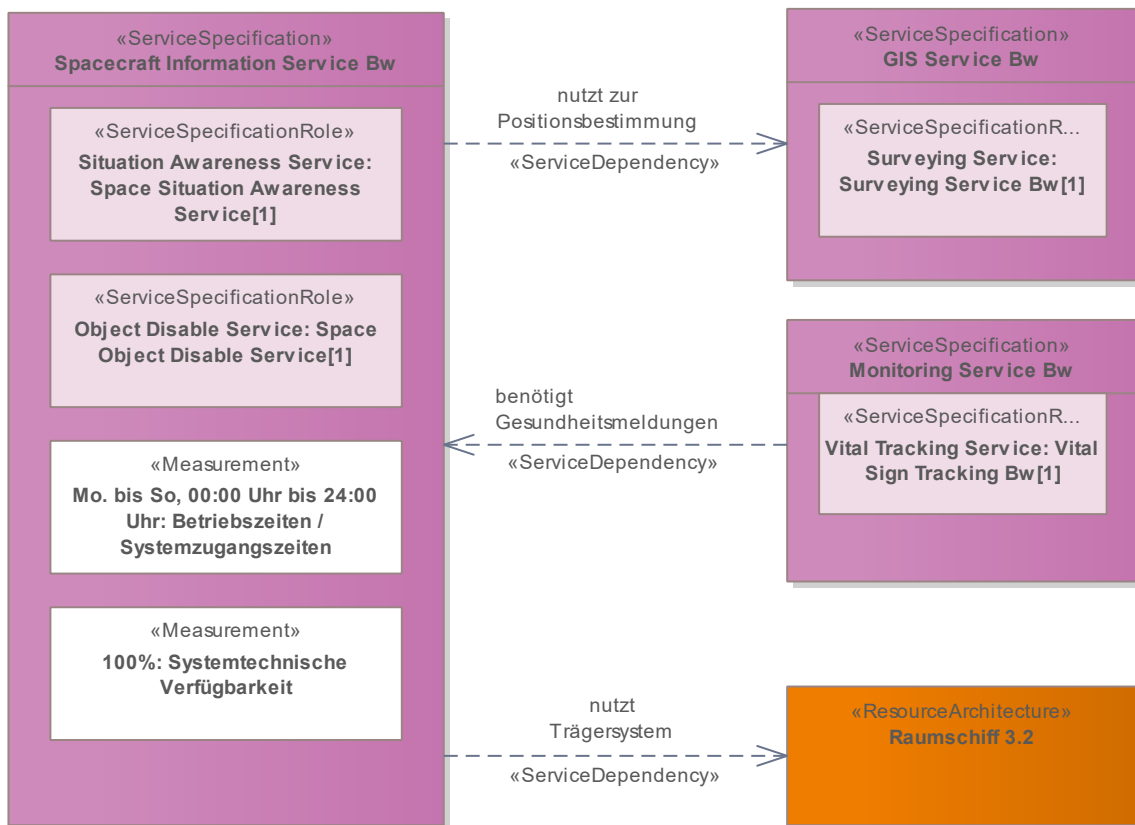 «ServiceSpecification»
Spacecraft Information Service Bw
«ServiceSpecificationRole»
Situation Awareness Service:
Space Situation Awareness
Service[1]
«ServiceSpecificationRole»
Object Disable Service: Space
Object Disable Service[1]
«Measurement»
Mo. bis So, 00:00 Uhr bis 24:00
Uhr: Betriebszeiten /
Systemzugangszeiten
«Measurement»
100%: Systemtechnische
Verfügbarkeit
nutzt zur
Positionsbestimmung
«ServiceDependency»
benötigt
Gesundheitsmeldungen
«ServiceDependency»
nutzt
Trägersystem
«ServiceDependency»
«ServiceSpecification»
GIS Service Bw
«ServiceSpecificationR...
Surveying Service:
Surveying Service Bw[1]
«ServiceSpecification»
Monitoring Service Bw
«ServiceSpecificationR...
Vital Tracking Service: Vital
Sign Tracking Bw[1]
«ResourceArchitecture»
Raumschiff 3.2